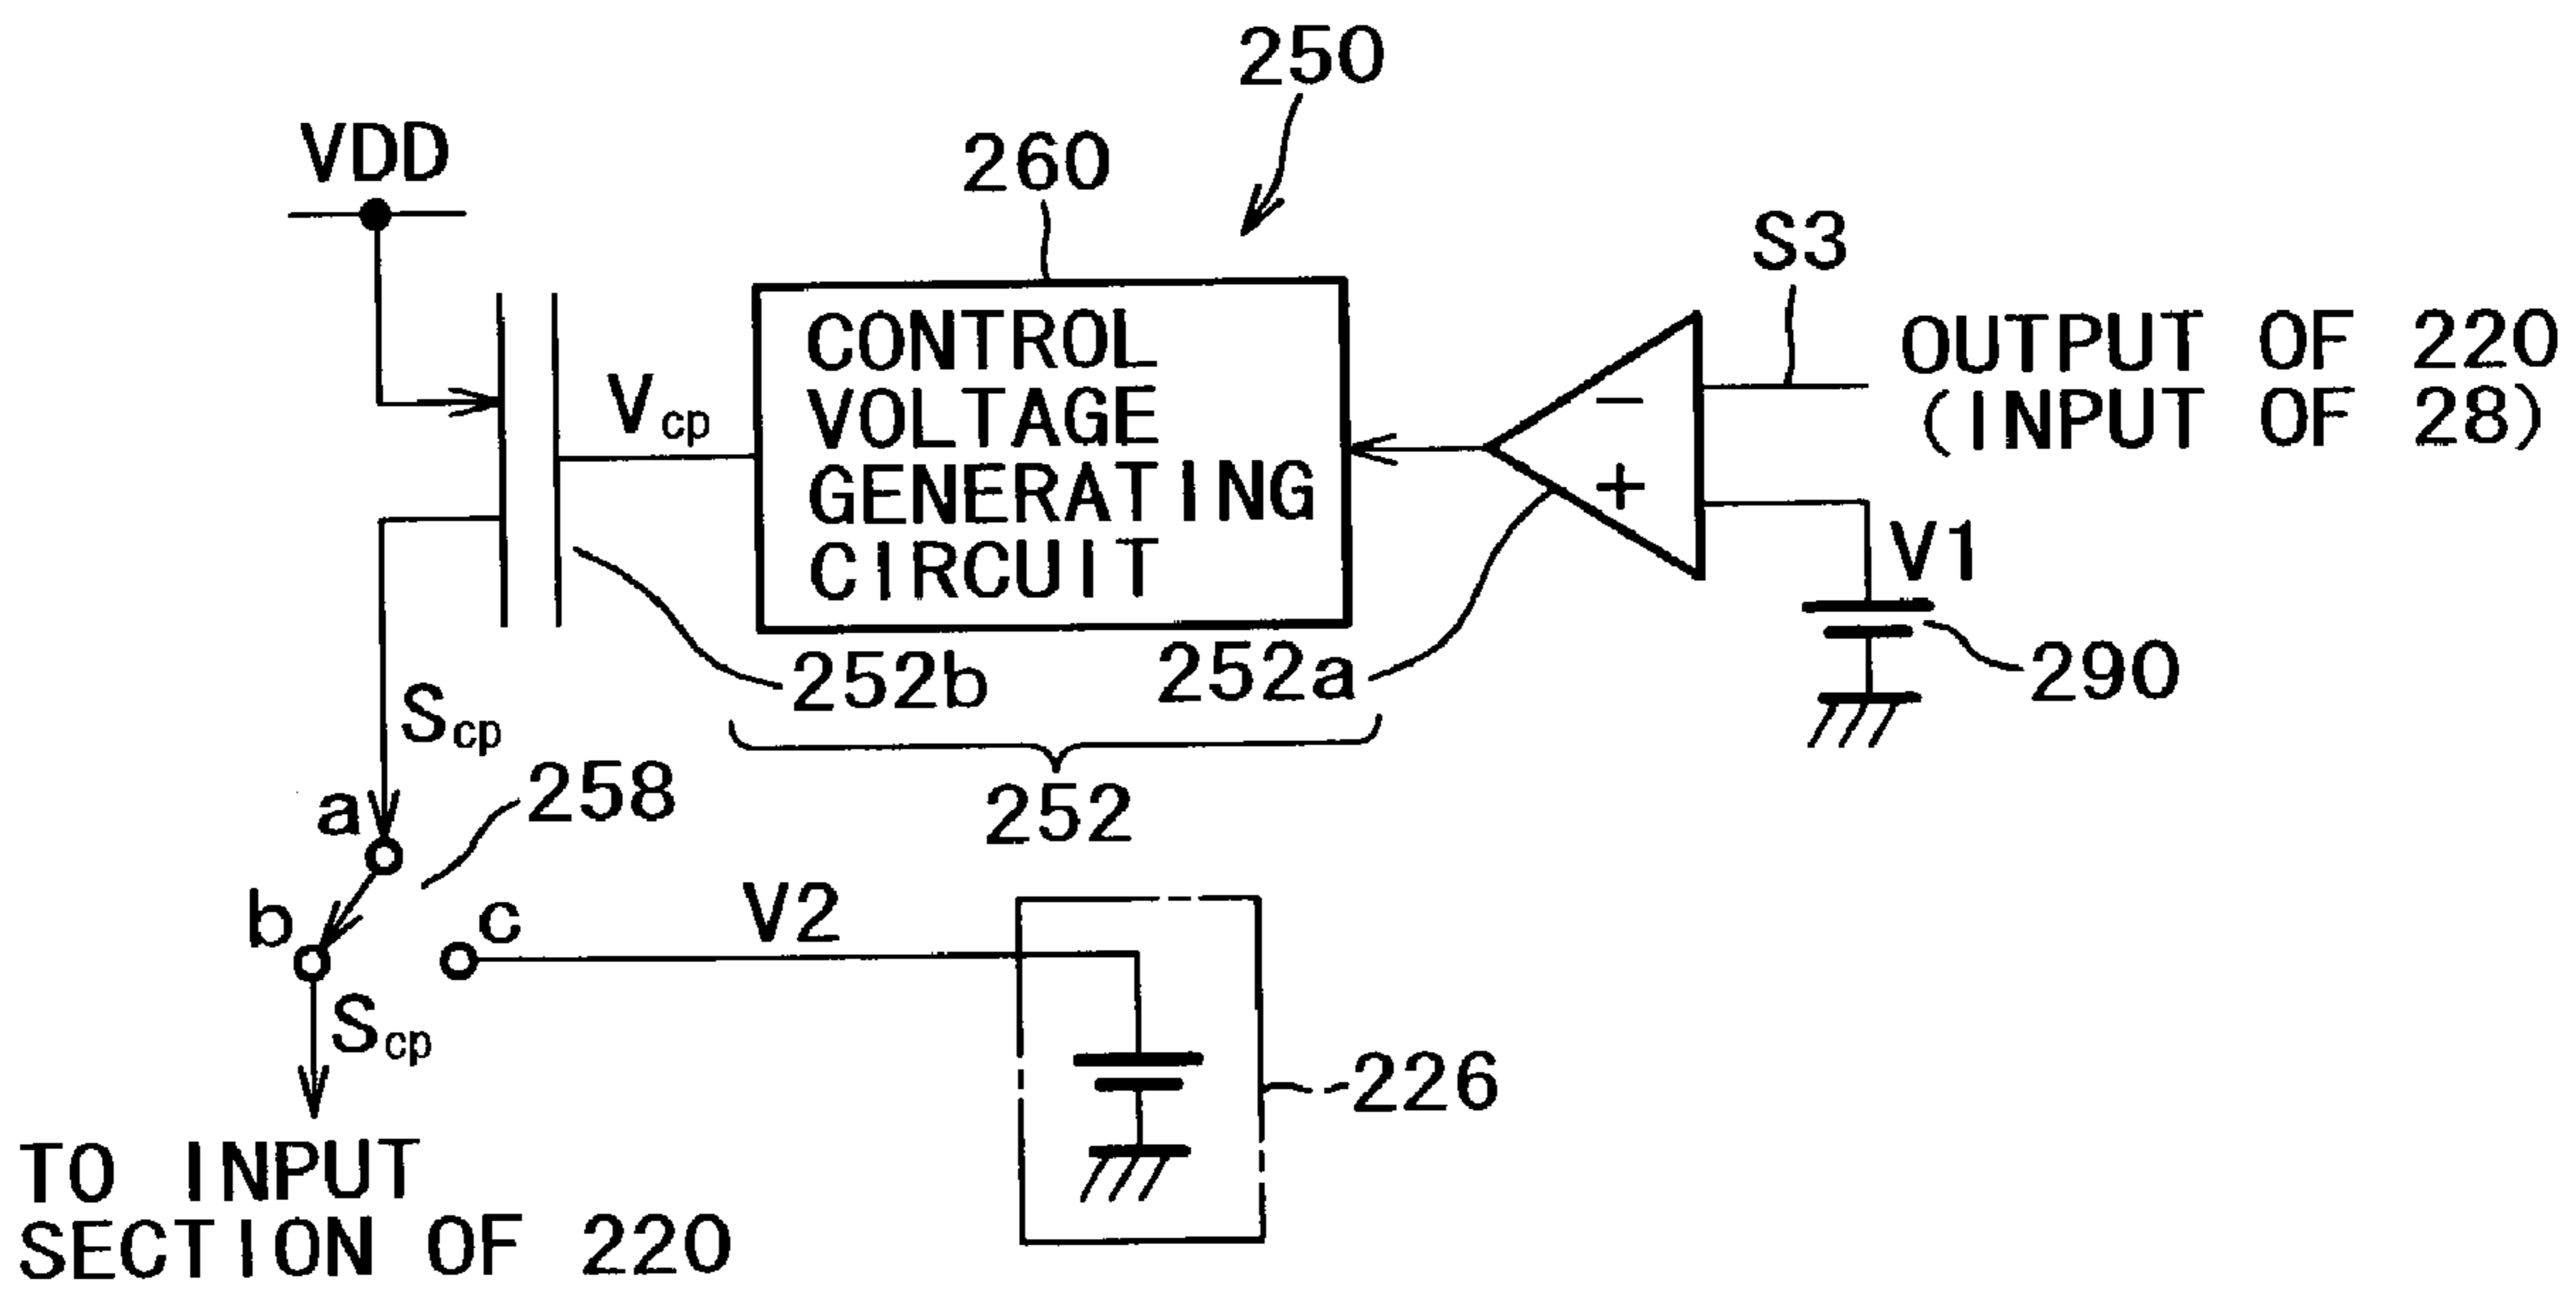 250
VDD
260
S3
CONTROL
VOLTAGE
GENERATING
CIRCUIT
OUTPUT OF 220
(INPUT OF 28)
Vcp
−
+
V1
252b
252a
290
Scp
252
a
258
b
c
V2
Scp
226
TO INPUT
SECTION OF 220